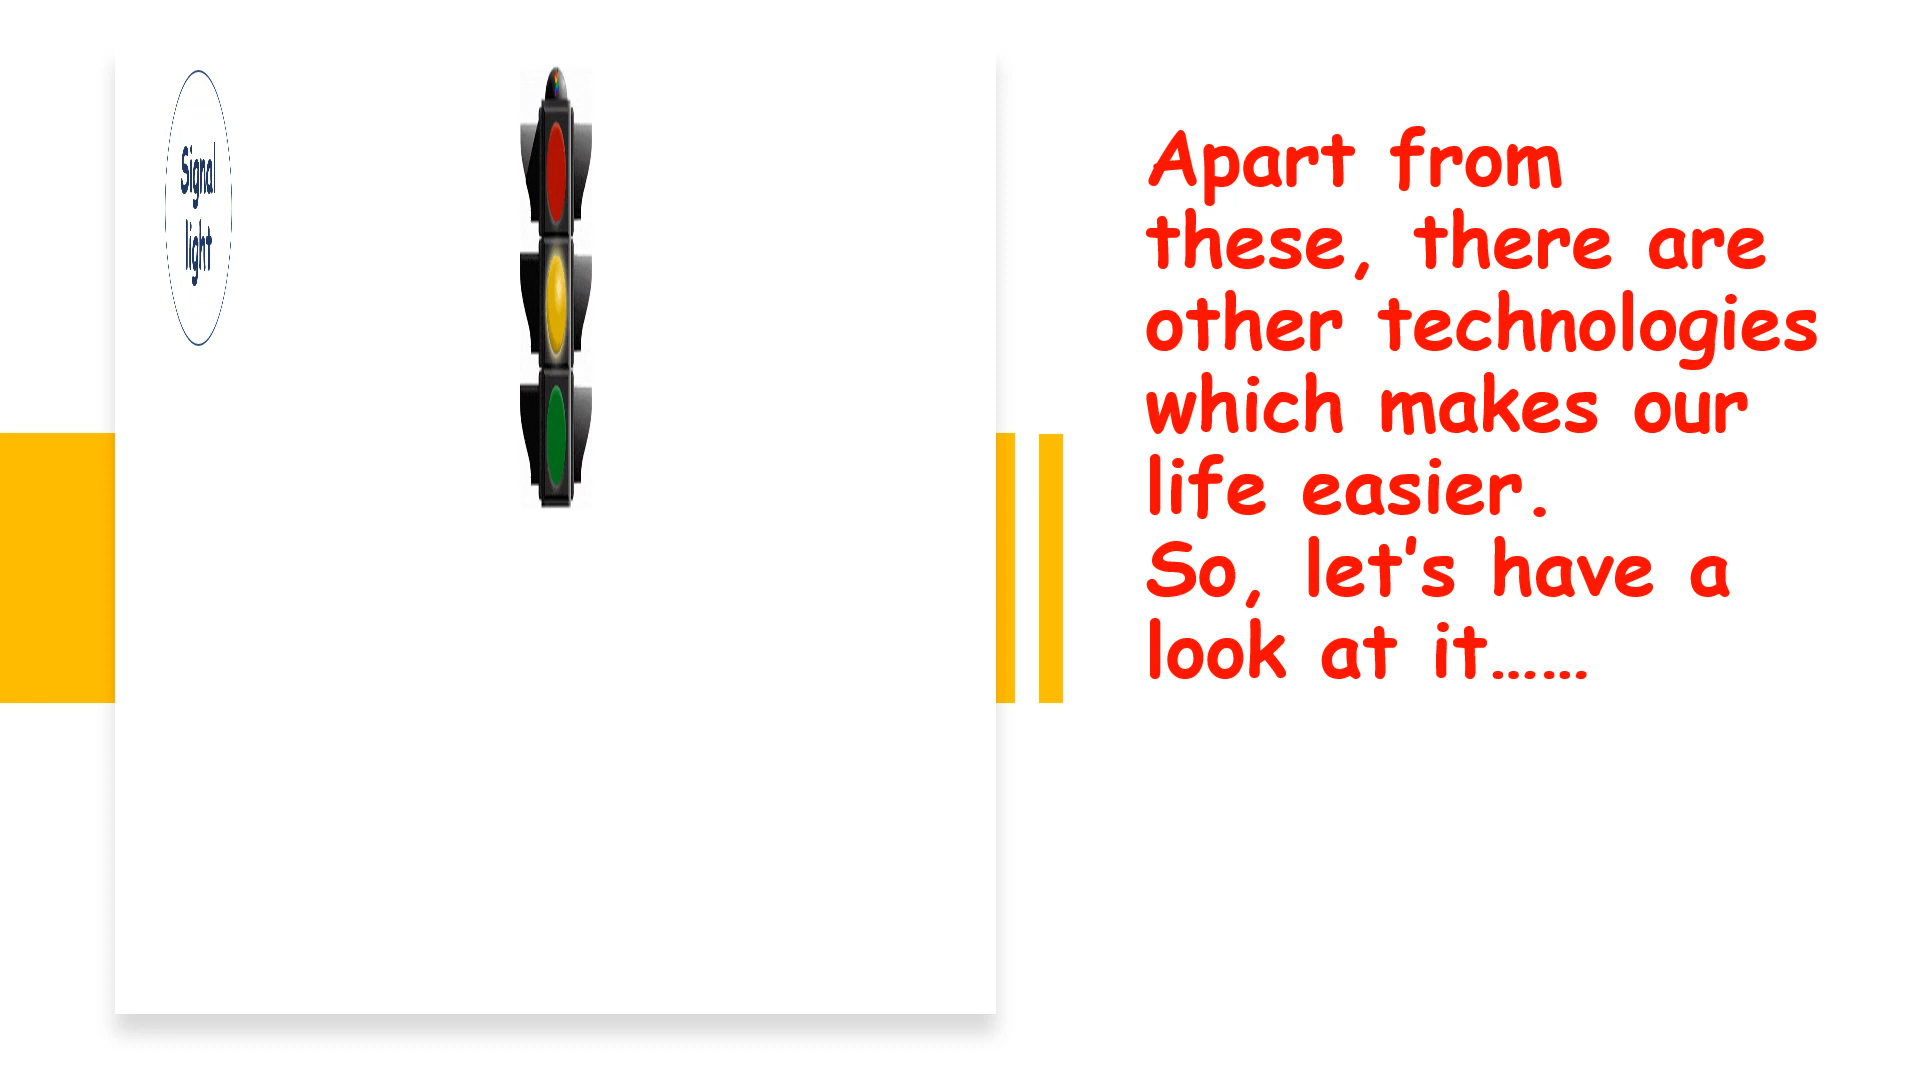 Signal
light
Apart from
these, there are
other technologies
which makes our
life easier.
So, let's have a
look at it......